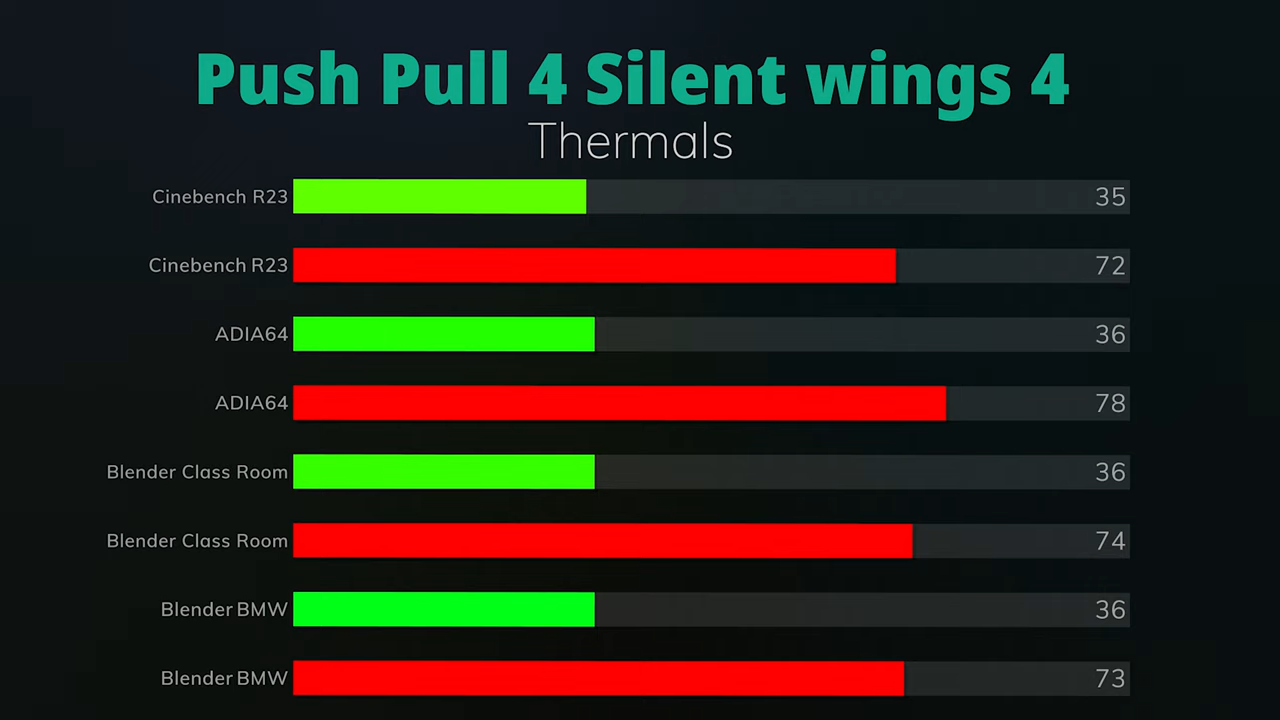 Push Pull 4 Silent wings 4
Thermals
Cinebench R23 35
Cinebench R23 72
ADIA64 36
ADIA64 78
Blender Class Room 36
Blender Class Room 74
Blender BMW 36
Blender BMW 73